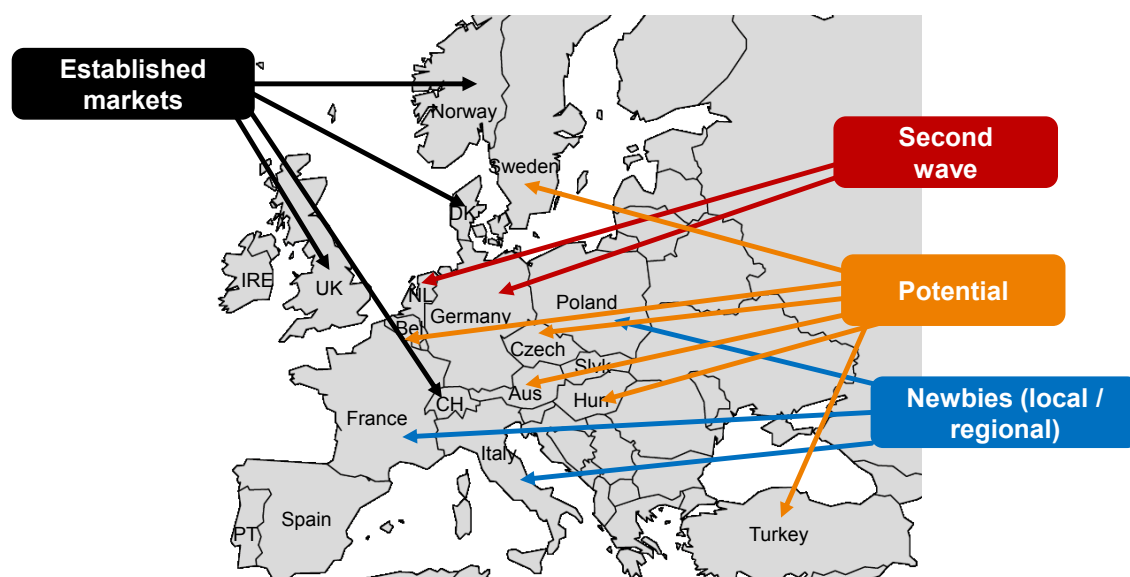 Established
markets
Norway
Second
wave
Sweden
DK
IRE
UK
NL
Potential
Poland
Germany
Bel
Czech
Slvk
Aus
Hun
CH
France
Newbies (local /
regional)
Italy
Spain
PT
Turkey